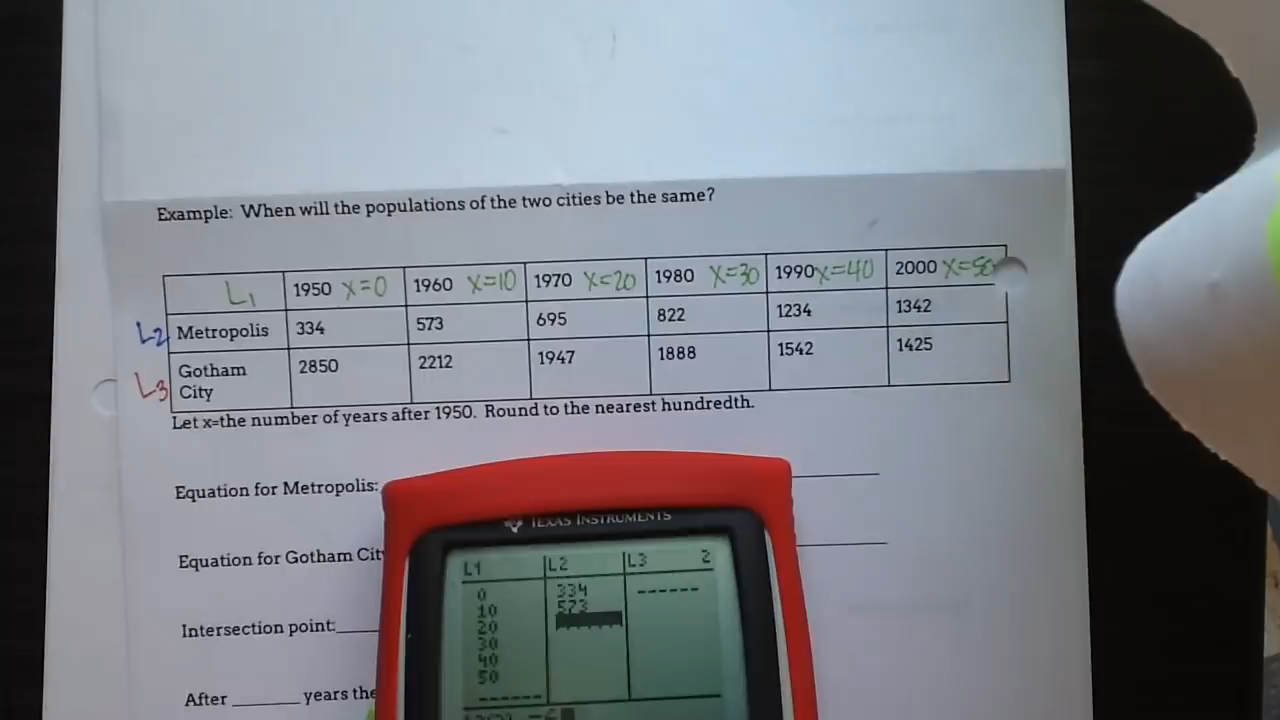 Example: When will the populations of the two cities be the same?
L1 1950 x=0 1960 x=10 1970 x=20 1980 x=30 1990 x=40 2000 x=50
L2 Metropolis 334 573 695 822 1234 1342
L3 Gotham City 2850 2212 1947 1888 1542 1425
Let x=the number of years after 1950. Round to the nearest hundredth.
Equation for Metropolis:
Equation for Gotham Cit
Intersection point:____
After ______ years the
TEXAS INSTRUMENTS
L1 L2 L3 2
0 334 ------
10 573
20
30
40
50
------